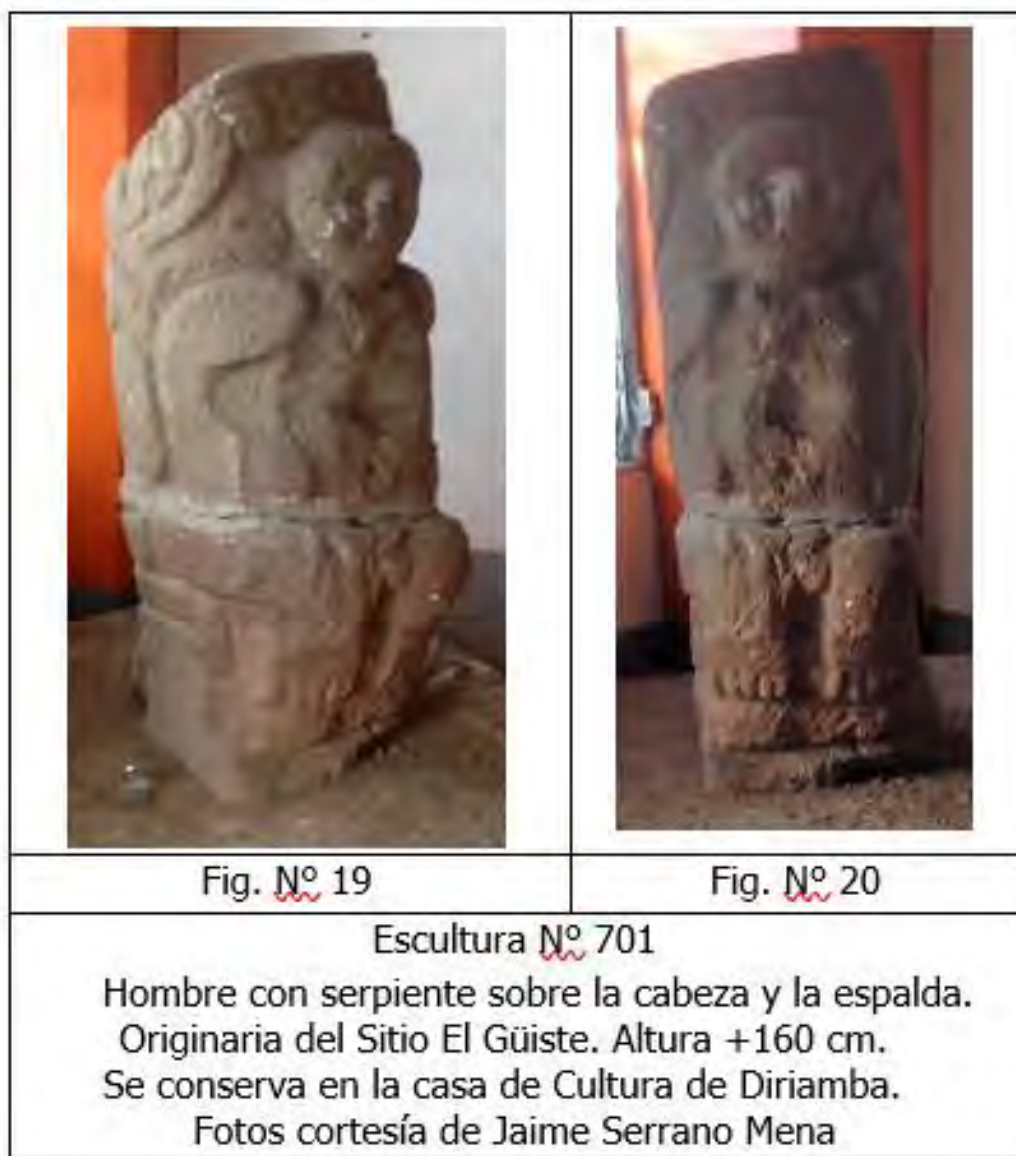 Fig. Nº 19
Fig. Nº 20
Escultura Nº 701
Hombre con serpiente sobre la cabeza y la espalda.
Originaria del Sitio El Güiste. Altura +160 cm.
Se conserva en la casa de Cultura de Diriamba.
Fotos cortesía de Jaime Serrano Mena